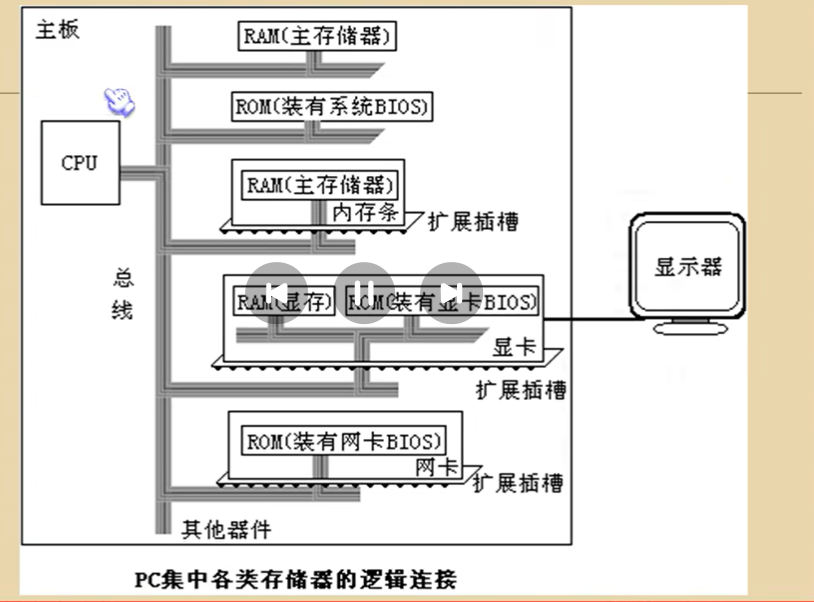 主板
RAM(主存储器)
ROM(装有系统BIOS)
CPU
RAM(主存储器)
内存条
扩展插槽
总线
显示器
RAM(显存)
ROM(装有显卡BIOS)
显卡
扩展插槽
ROM(装有网卡BIOS)
网卡
扩展插槽
其他器件
PC集中各类存储器的逻辑连接